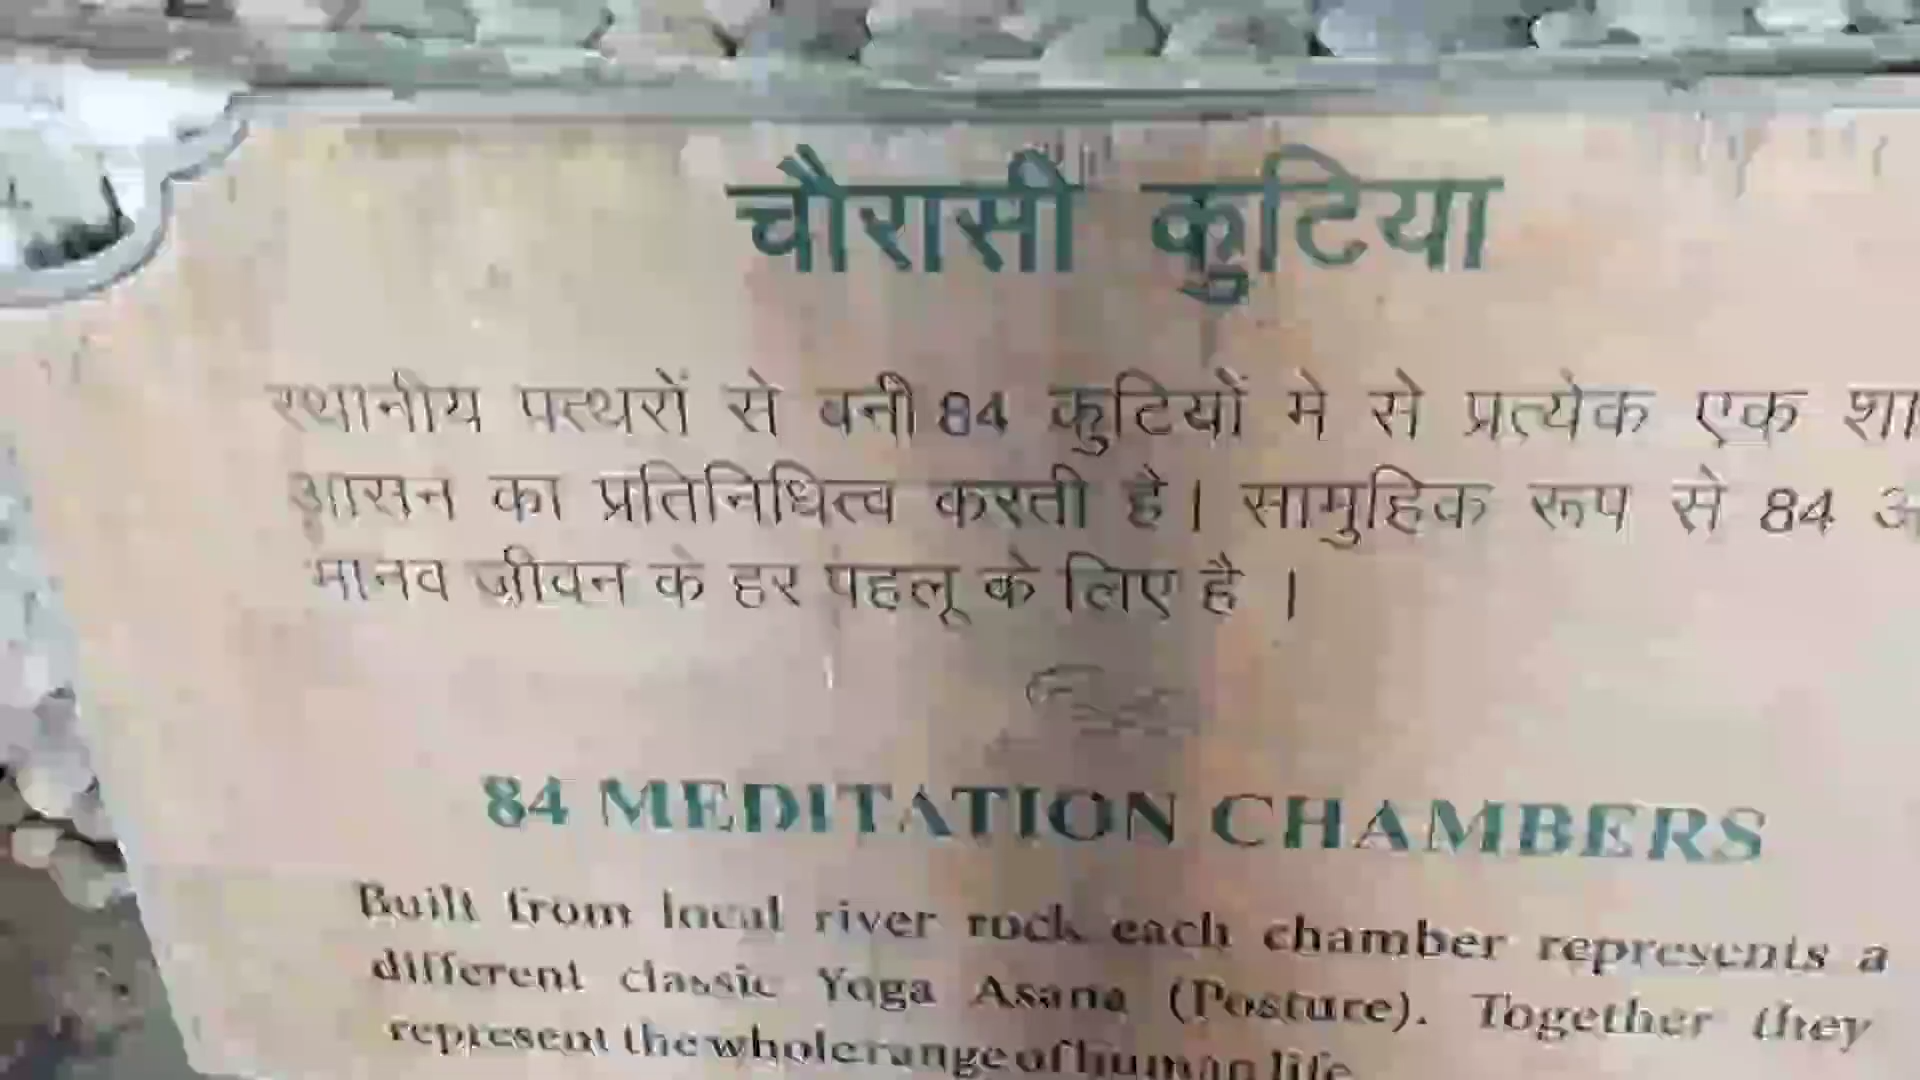 चौरासी कुटिया
स्थानीय पत्थरों से बनी 84 कुटियों मे से प्रत्येक एक
आसन का प्रतिनिधित्व करती है। सामुहिक रूप से 84
मानव जीवन के हर पहलू के लिए है ।
84 MEDITATION CHAMBERS
Built from local river rock each chamber represents a
different classic Yoga Asana (Posture). Together they
represent the whole range of human life